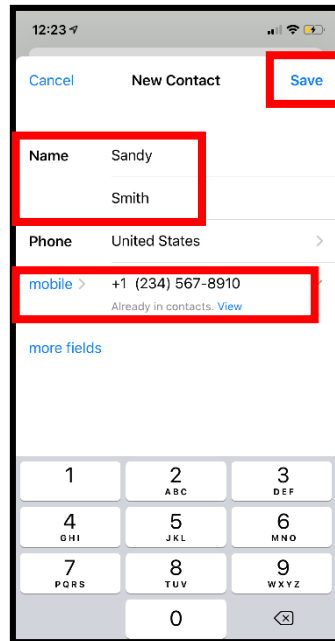 12:23
Cancel New Contact Save
Name Sandy
Smith
Phone United States
mobile +1 (234) 567-8910
Already in contacts. View
more fields
1 2 3
ABC DEF
4 5 6
GHI JKL MNO
7 8 9
PQRS TUV WXYZ
0